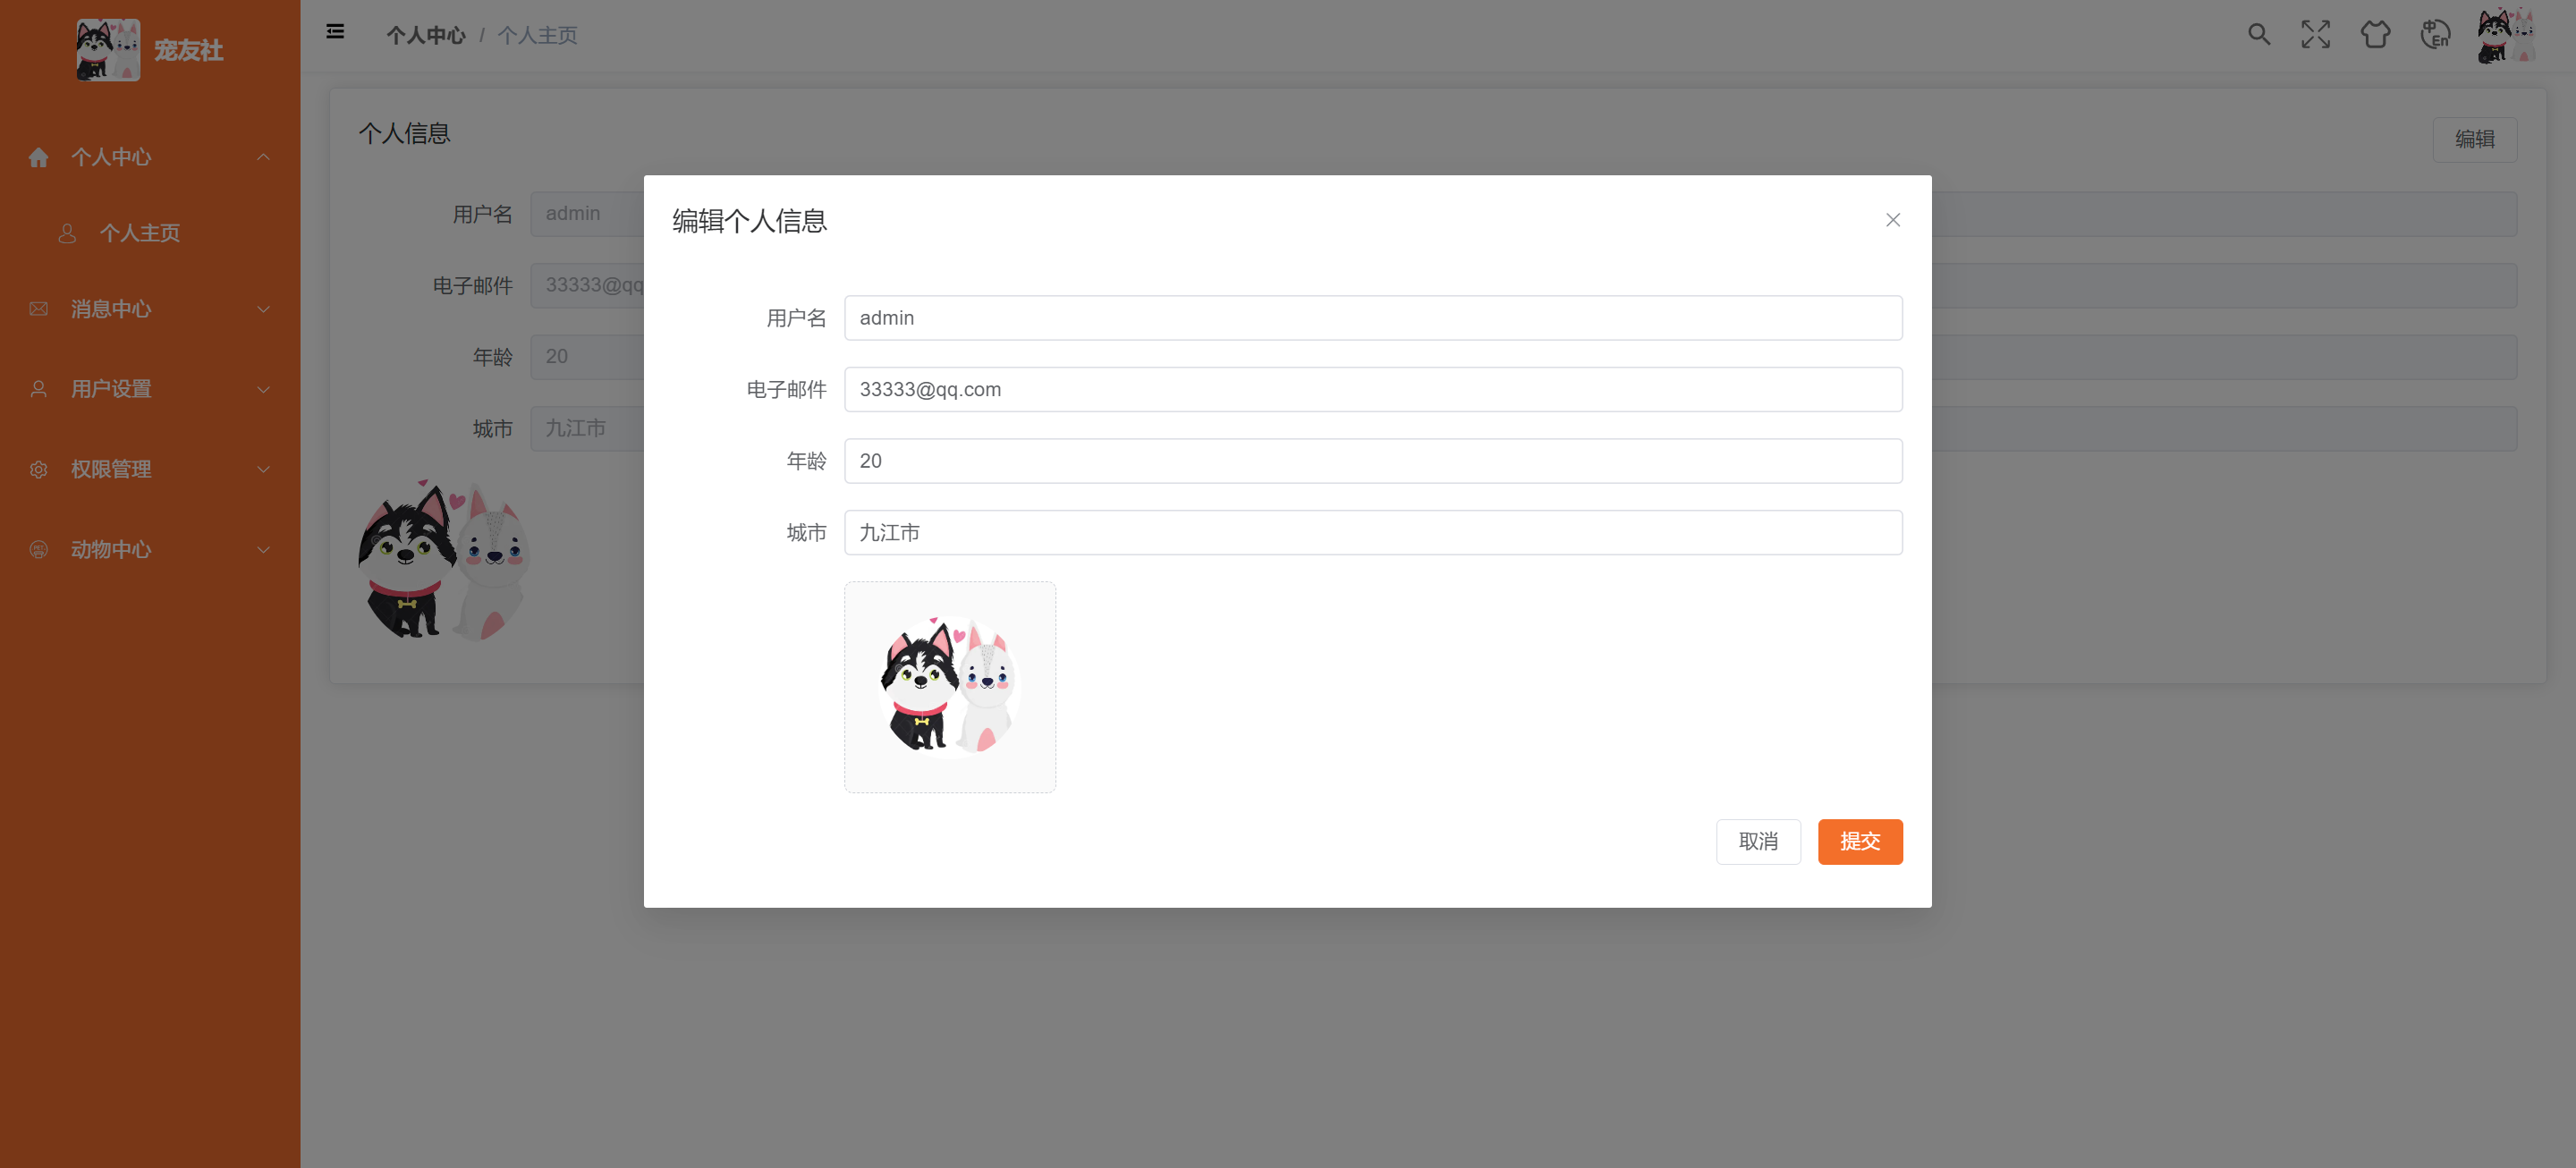 宠友社
个人中心 / 个人主页
En
个人中心
个人主页
消息中心
用户设置
权限管理
动物中心
个人信息
编辑
用户名 admin
电子邮件 33333@qq
年龄 20
城市 九江市
编辑个人信息
用户名 admin
电子邮件 33333@qq.com
年龄 20
城市 九江市
取消 提交